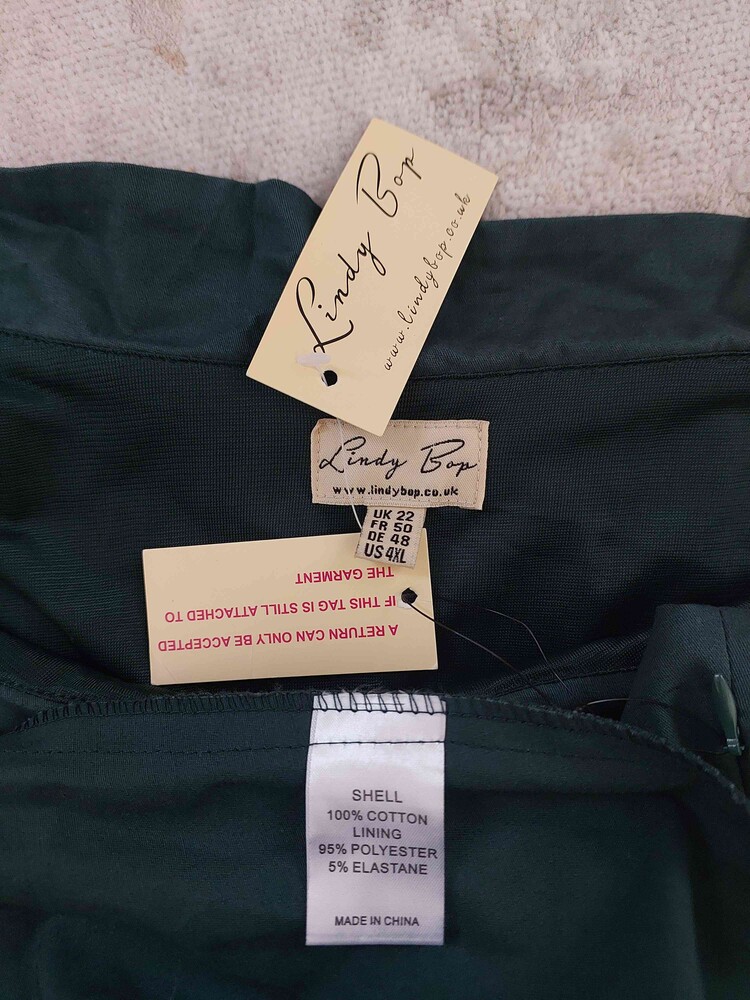 Lindy Bop
www.lindybop.co.uk
Lindy Bop
www.lindybop.co.uk
UK 22
FR 50
DE 48
US 4XL
A RETURN CAN ONLY BE ACCEPTED
IF THIS TAG IS STILL ATTACHED TO
THE GARMENT
SHELL
100% COTTON
LINING
95% POLYESTER
5% ELASTANE
MADE IN CHINA